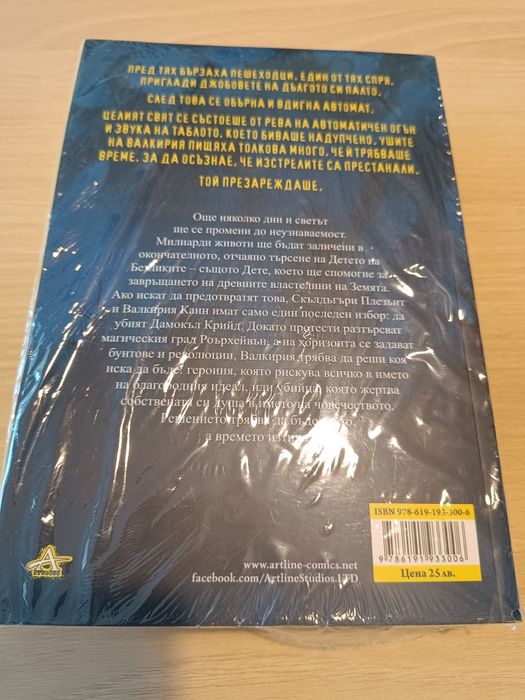 ПРЕД ТЯХ БЪРЗАХА ПЕШЕХОДЦИ. ЕДИН ОТ ТЯХ СПРЯ,
ПРИГЛАДИ ДЖОБОВЕТЕ НА ДЪЛГОТО СИ ПАЛТО.
СЛЕД ТОВА СЕ ОБЪРНА И ВДИГНА АВТОМАТ.
ЦЕЛИЯТ СВЯТ СЕ СЪСТОЕШЕ ОТ РЕВА НА АВТОМАТИЧЕН ОГЪН
И ЗВУКА НА ТАБЛОТО, КОЕТО БИВАШЕ НАДУПЧЕНО. УШИТЕ
НА ВАЛКИРИЯ ПИЩЯХА ТОЛКОВА МНОГО, ЧЕ Й ТРЯБВАШЕ
ВРЕМЕ, ЗА ДА ОСЪЗНАЕ, ЧЕ ИЗСТРЕЛИТЕ СА ПРЕСТАНАЛИ.
ТОЙ ПРЕЗАРЕЖДАШЕ.
Още няколко дни и светът
ще се промени до неузнаваемост.
Милиарди животи ще бъдат заличени в
окончателното, отчаяно търсене на Детето на
Безликите – същото Дете, което ще спомогне за
завръщането на древните властелини на Земята.
Ако искат да предотвратят това, Скълдъгъри Плезънт
и Валкирия Каин имат само един последен избор: да
убият Дамокъл Крийд. Докато протести разтърсват
магическия град Роърхейвън, а на хоризонта се задават
бунтове и революции, Валкирия трябва да реши коя
иска да бъде: героиня, която рискува всичко в името
на благородния идеал, или убийца, която жертва
собствената си душа в името на човечеството.
Решението трябва да бъде
а времето
ISBN 978-619-193-300-6
9 786191 933006
Цена 25 лв.
www.artline-comics.net
facebook.com/ArtlineStudios.LTD